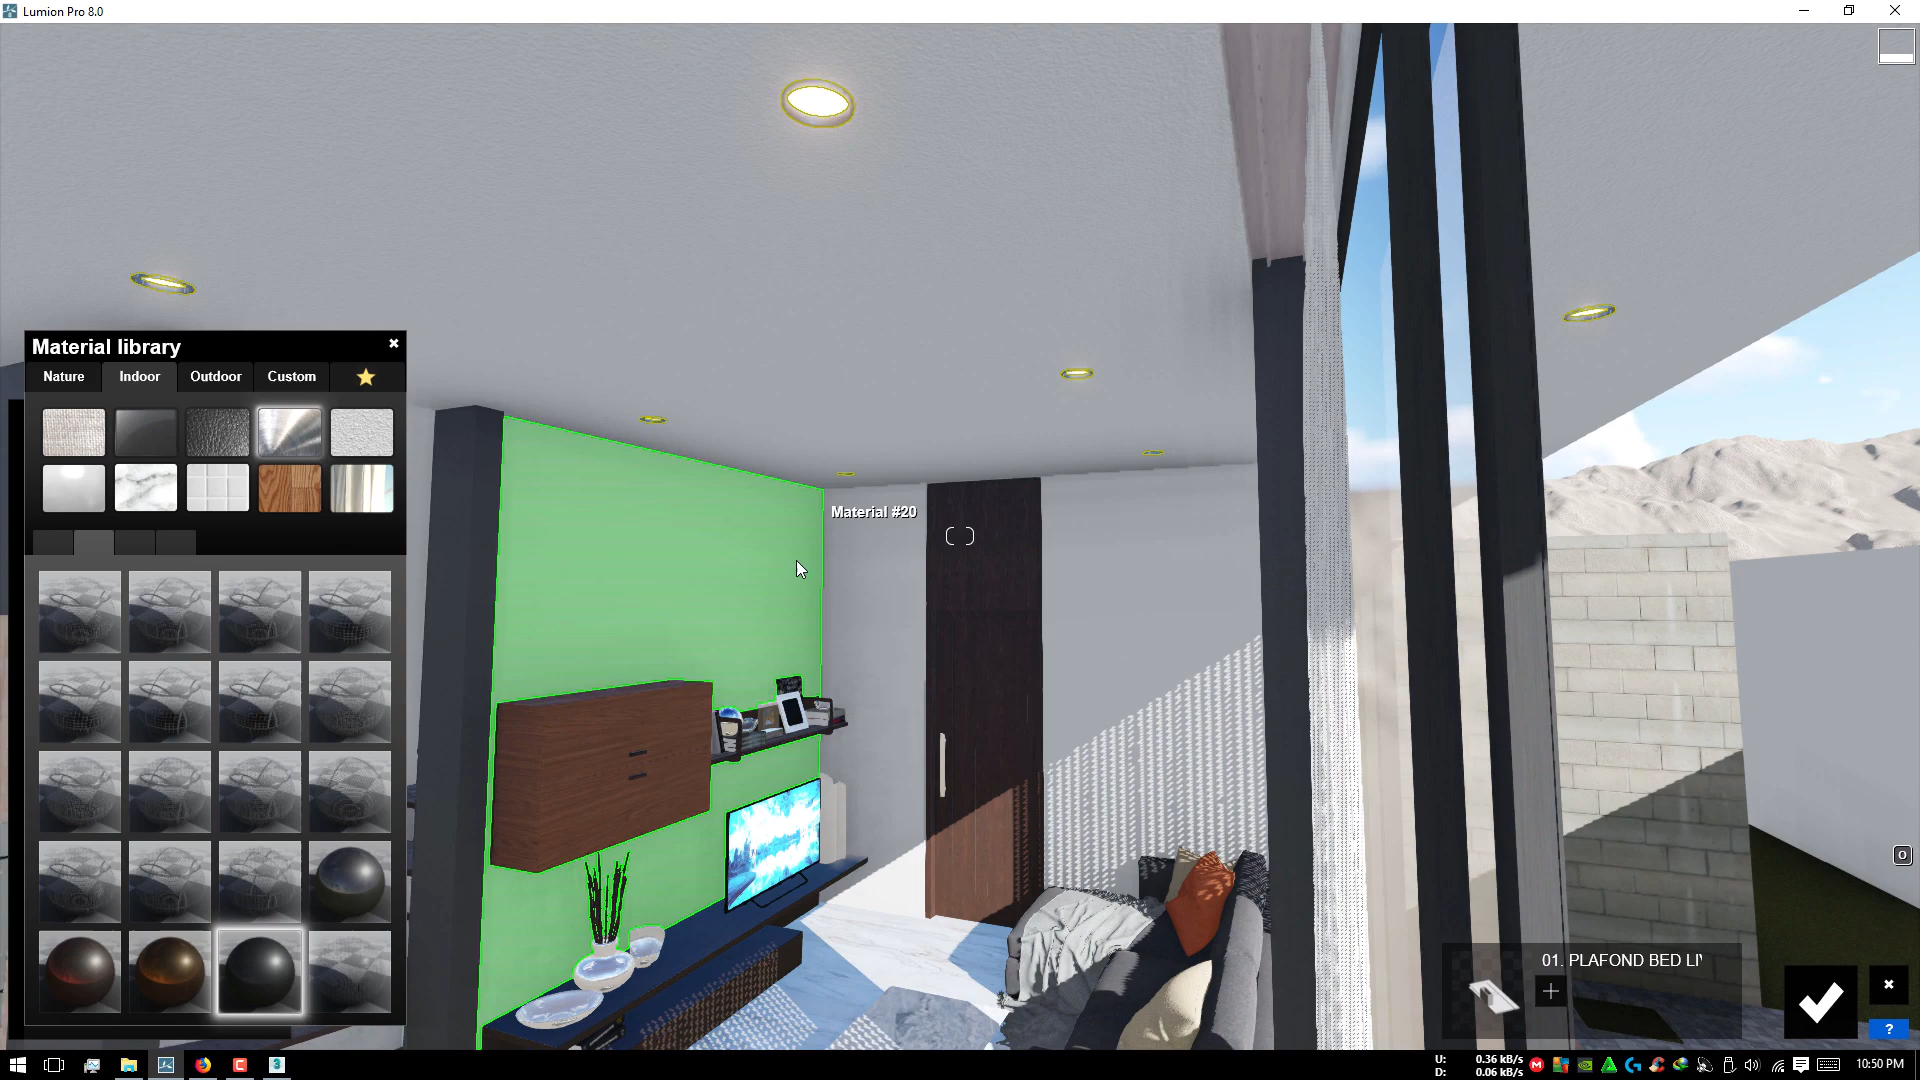 Lumion Pro 8.0
Material library
Nature
Indoor
Outdoor
Custom
Material #20
O
01. PLAFOND BED LI
?
U: 0.36 kB/s
D: 0.06 kB/s
10:50 PM